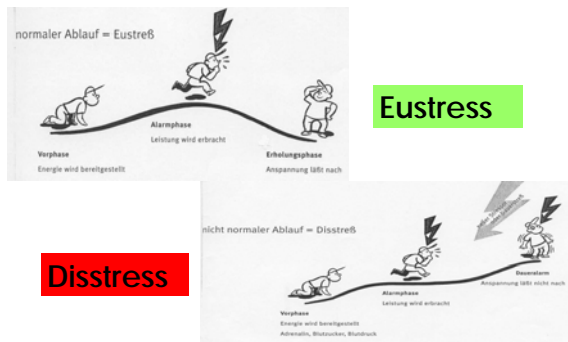 normaler Ablauf = Eustreß
Alarmphase
Leistung wird erbracht
Vorphase
Energie wird bereitgestellt
Erholungsphase
Anspannung läßt nach
Eustress
nicht normaler Ablauf = Disstreß
Disstress
Daueralarm
Anspannung läßt nicht nach
Alarmphase
Leistung wird erbracht
Vorphase
Energie wird bereitgestellt
Adrenalin, Blutzucker, Blutdruck